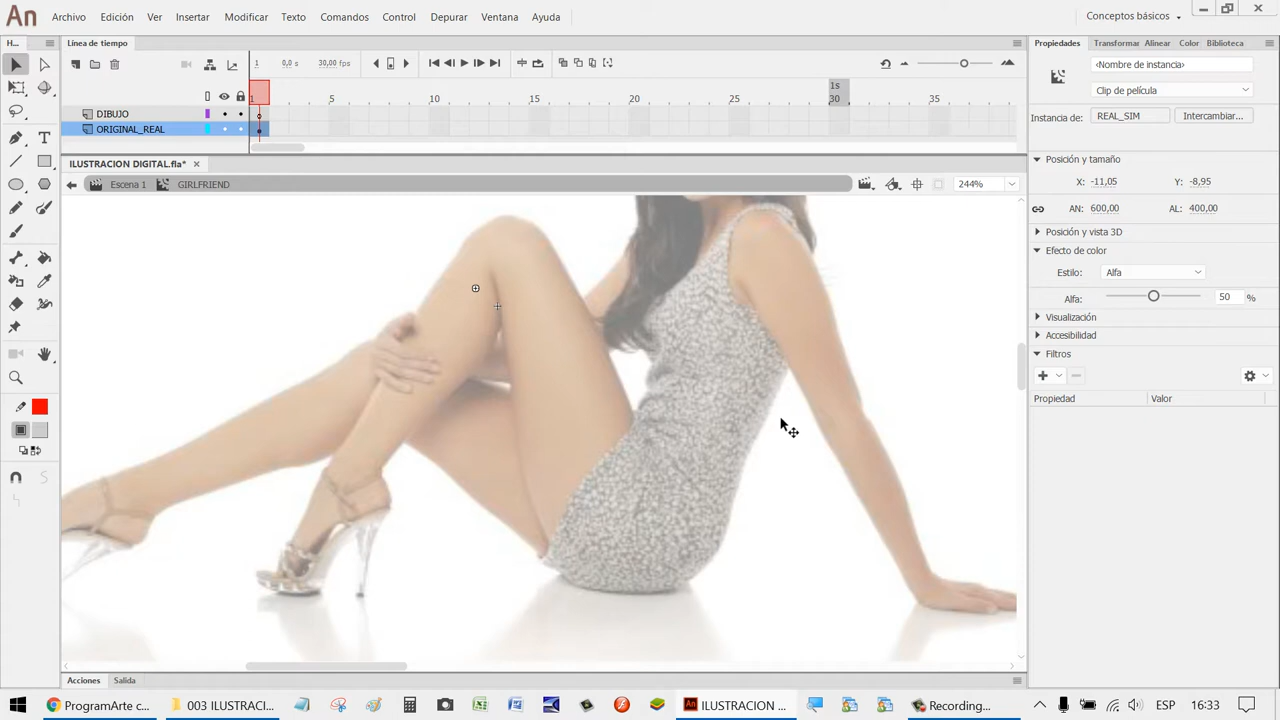 An Archivo Edición Ver Insertar Modificar Texto Comandos Control Depurar Ventana Ayuda Conceptos básicos
H... Línea de tiempo Propiedades Transformar Alinear Color Biblioteca
1 0,0 s 30,00 fps <Nombre de instancia>
Clip de película
1s
1 5 10 15 20 25 30 35
DIBUJO Instancia de: REAL_SIM Intercambiar...
ORIGINAL_REAL
ILUSTRACION DIGITAL.fla* × Posición y tamaño
Escena 1 GIRLFRIEND 244% X: -11,05 Y: -8,95
AN: 600,00 AL: 400,00
Posición y vista 3D
Efecto de color
Estilo: Alfa
Alfa: 50 %
Visualización
Accesibilidad
Filtros
Propiedad Valor
Acciones Salida
ProgramArte c... 003 ILUSTRACI... An ILUSTRACION ... Recording... ESP 16:33